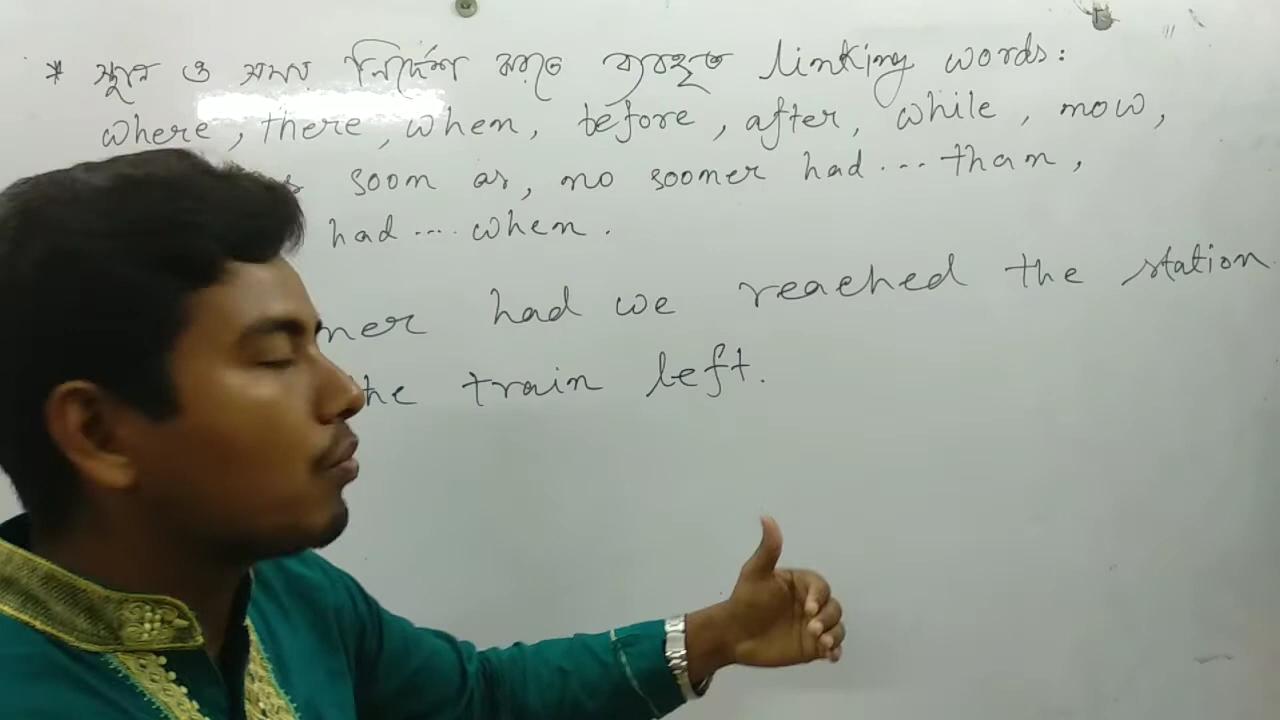 * স্থান ও সময় নির্দেশ করতে ব্যবহৃত linking words:
where, there, when, before, after, while, now,
soon as, no sooner had ... than,
had .... when.
had we reached the station
the train left.